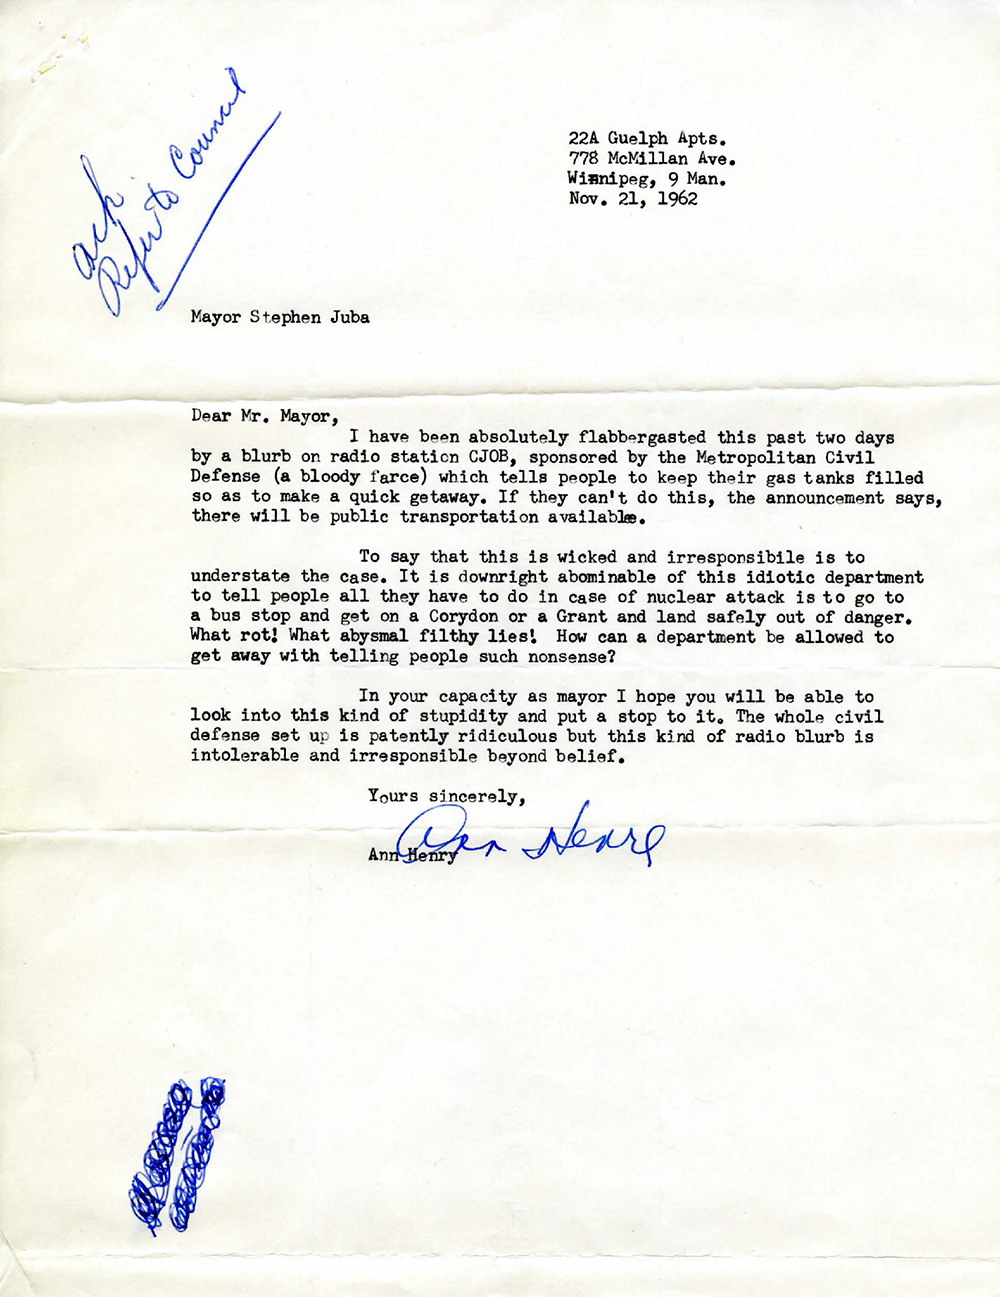 ack.
Refer to Council
22A Guelph Apts.
778 McMillan Ave.
Winnipeg, 9 Man.
Nov. 21, 1962
Mayor Stephen Juba
Dear Mr. Mayor,
I have been absolutely flabbergasted this past two days
by a blurb on radio station CJOB, sponsored by the Metropolitan Civil
Defense (a bloody farce) which tells people to keep their gas tanks filled
so as to make a quick getaway. If they can't do this, the announcement says,
there will be public transportation available.
To say that this is wicked and irresponsibile is to
understate the case. It is downright abominable of this idiotic department
to tell people all they have to do in case of nuclear attack is to go to
a bus stop and get on a Corydon or a Grant and land safely out of danger.
What rot! What abysmal filthy lies! How can a department be allowed to
get away with telling people such nonsense?
In your capacity as mayor I hope you will be able to
look into this kind of stupidity and put a stop to it. The whole civil
defense set up is patently ridiculous but this kind of radio blurb is
intolerable and irresponsible beyond belief.
Yours sincerely,
Ann Henry
Ann Henry